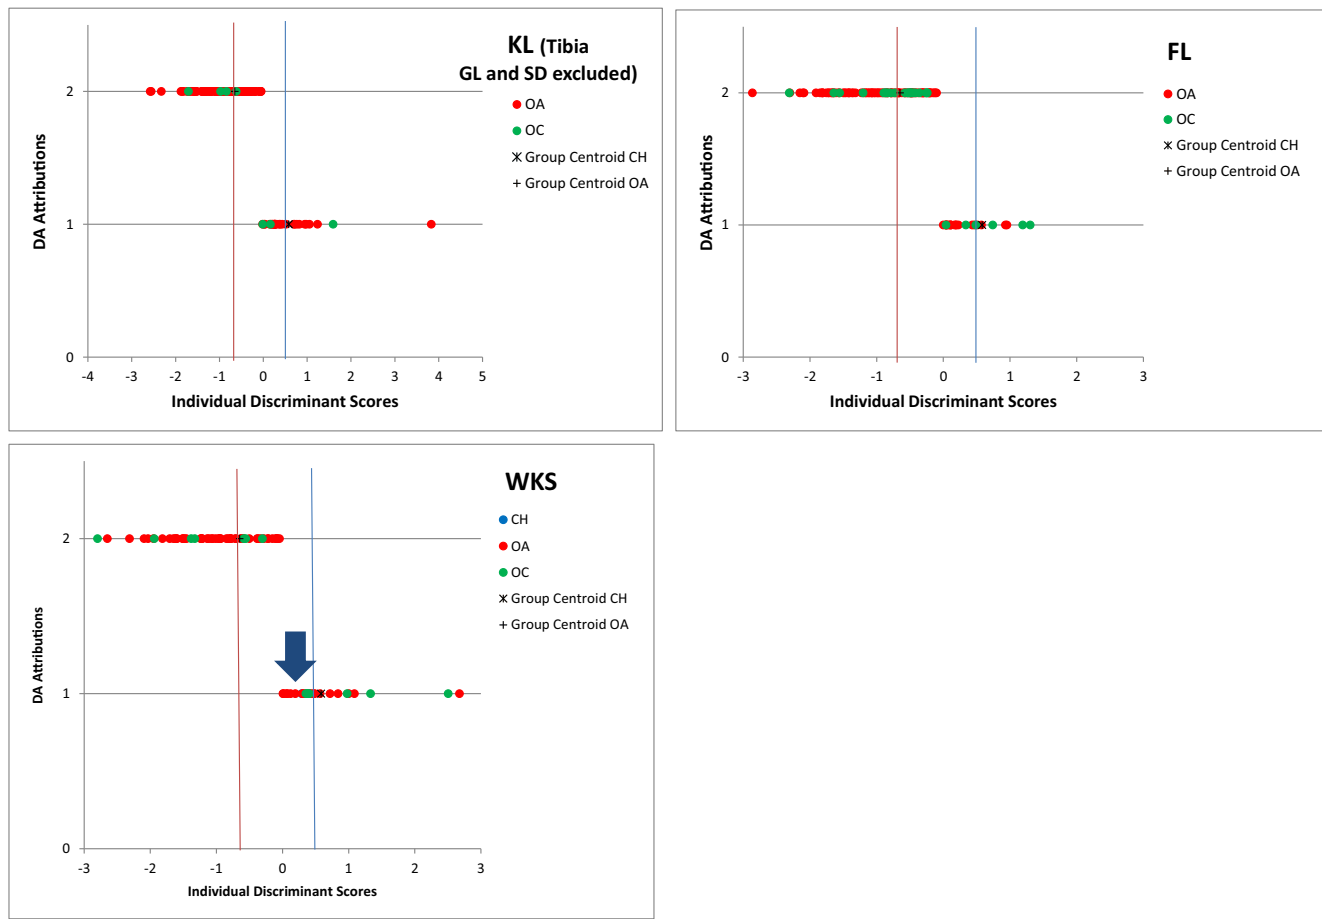 KL (Tibia
GL and SD excluded)
OA
OC
Group Centroid CH
Group Centroid OA
DA Attributions
2
1
0
-4 -3 -2 -1 0 1 2 3 4 5
Individual Discriminant Scores
FL
OA
OC
Group Centroid CH
Group Centroid OA
DA Attributions
2
1
0
-3 -2 -1 0 1 2 3
Individual Discriminant Scores
WKS
CH
OA
OC
Group Centroid CH
Group Centroid OA
DA Attributions
2
1
0
-3 -2 -1 0 1 2 3
Individual Discriminant Scores